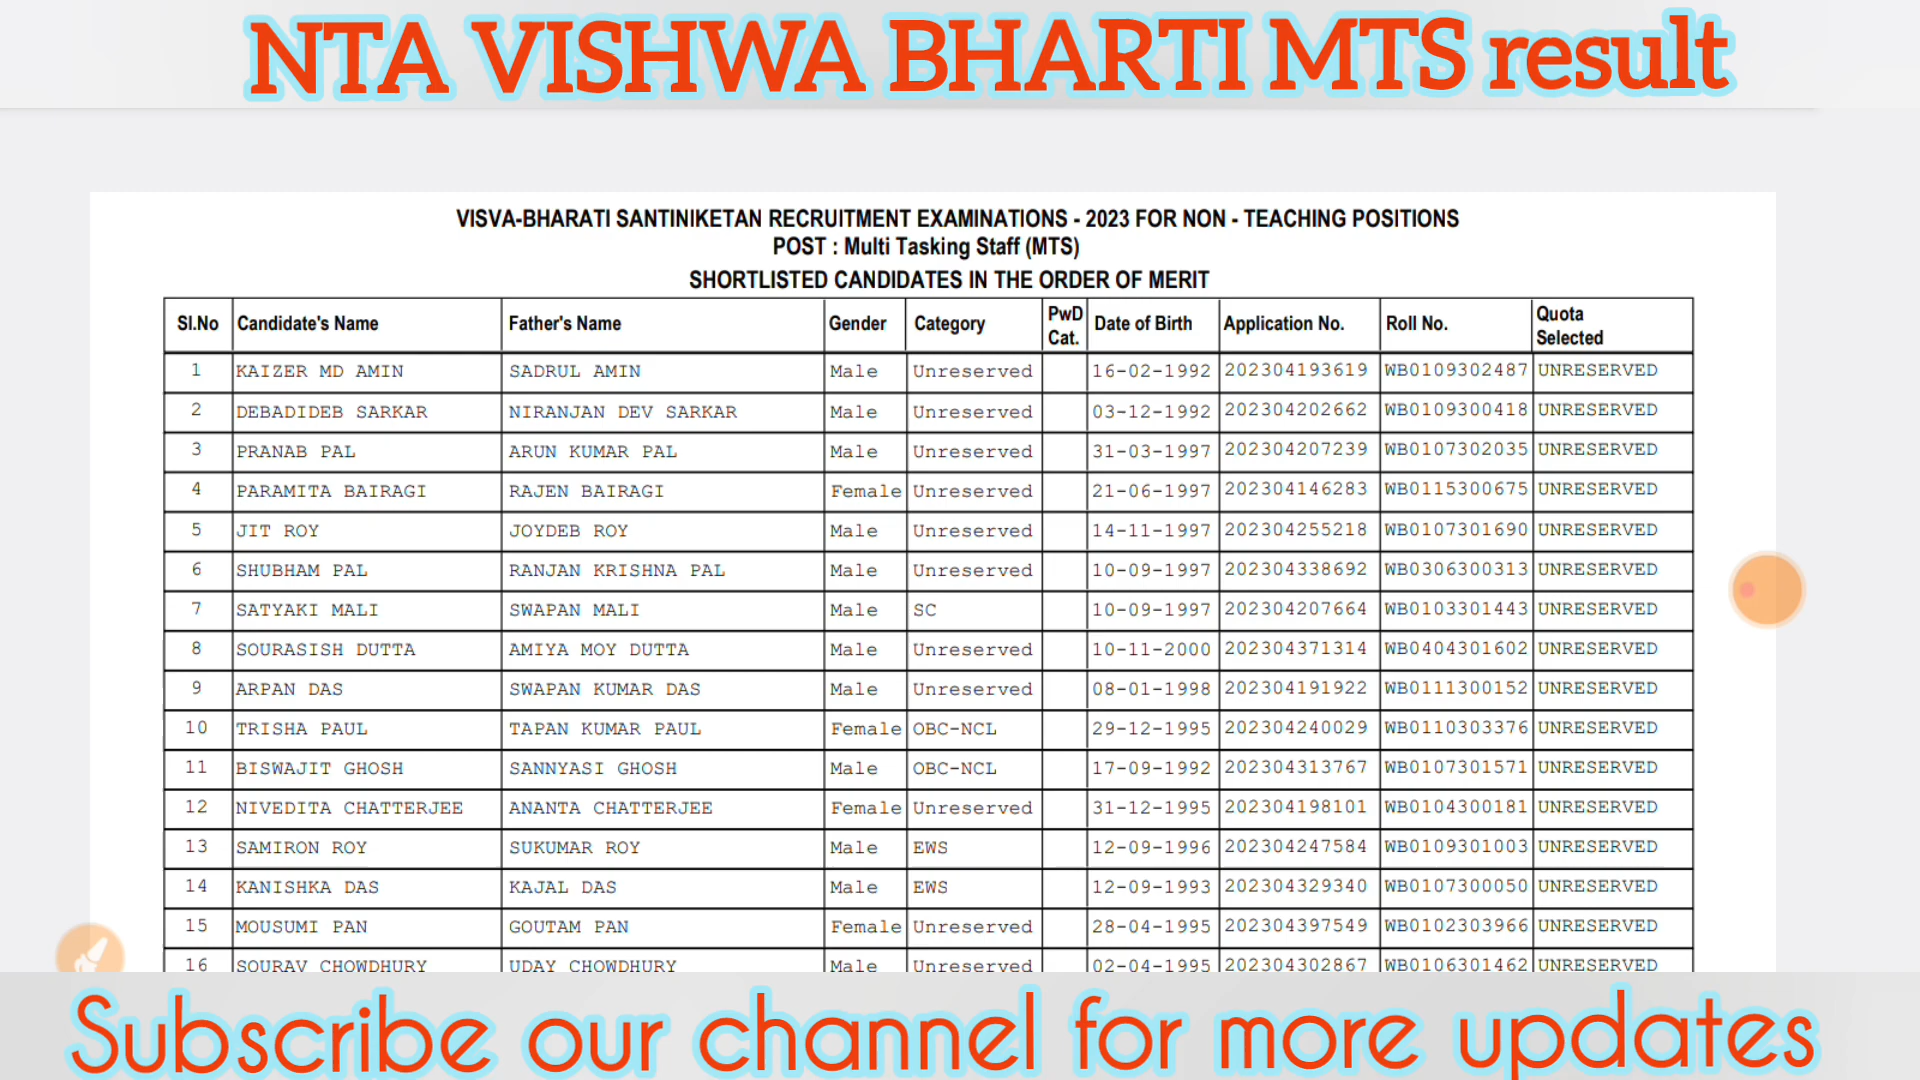 NTA VISHWA BHARTI MTS result
VISVA-BHARATI SANTINIKETAN RECRUITMENT EXAMINATIONS - 2023 FOR NON - TEACHING POSITIONS
POST : Multi Tasking Staff (MTS)
SHORTLISTED CANDIDATES IN THE ORDER OF MERIT
Sl.No Candidate's Name Father's Name Gender Category PwD Cat. Date of Birth Application No. Roll No. Quota Selected
1 KAIZER MD AMIN SADRUL AMIN Male Unreserved 16-02-1992 202304193619 WB0109302487 UNRESERVED
2 DEBADIDEB SARKAR NIRANJAN DEV SARKAR Male Unreserved 03-12-1992 202304202662 WB0109300418 UNRESERVED
3 PRANAB PAL ARUN KUMAR PAL Male Unreserved 31-03-1997 202304207239 WB0107302035 UNRESERVED
4 PARAMITA BAIRAGI RAJEN BAIRAGI Female Unreserved 21-06-1997 202304146283 WB0115300675 UNRESERVED
5 JIT ROY JOYDEB ROY Male Unreserved 14-11-1997 202304255218 WB0107301690 UNRESERVED
6 SHUBHAM PAL RANJAN KRISHNA PAL Male Unreserved 10-09-1997 202304338692 WB0306300313 UNRESERVED
7 SATYAKI MALI SWAPAN MALI Male SC 10-09-1997 202304207664 WB0103301443 UNRESERVED
8 SOURASISH DUTTA AMIYA MOY DUTTA Male Unreserved 10-11-2000 202304371314 WB0404301602 UNRESERVED
9 ARPAN DAS SWAPAN KUMAR DAS Male Unreserved 08-01-1998 202304191922 WB0111300152 UNRESERVED
10 TRISHA PAUL TAPAN KUMAR PAUL Female OBC-NCL 29-12-1995 202304240029 WB0110303376 UNRESERVED
11 BISWAJIT GHOSH SANNYASI GHOSH Male OBC-NCL 17-09-1992 202304313767 WB0107301571 UNRESERVED
12 NIVEDITA CHATTERJEE ANANTA CHATTERJEE Female Unreserved 31-12-1995 202304198101 WB0104300181 UNRESERVED
13 SAMIRON ROY SUKUMAR ROY Male EWS 12-09-1996 202304247584 WB0109301003 UNRESERVED
14 KANISHKA DAS KAJAL DAS Male EWS 12-09-1993 202304329340 WB0107300050 UNRESERVED
15 MOUSUMI PAN GOUTAM PAN Female Unreserved 28-04-1995 202304397549 WB0102303966 UNRESERVED
16 SOURAV CHOWDHURY UDAY CHOWDHURY Male Unreserved 02-04-1995 202304302867 WB0106301462 UNRESERVED
Subscribe our channel for more updates